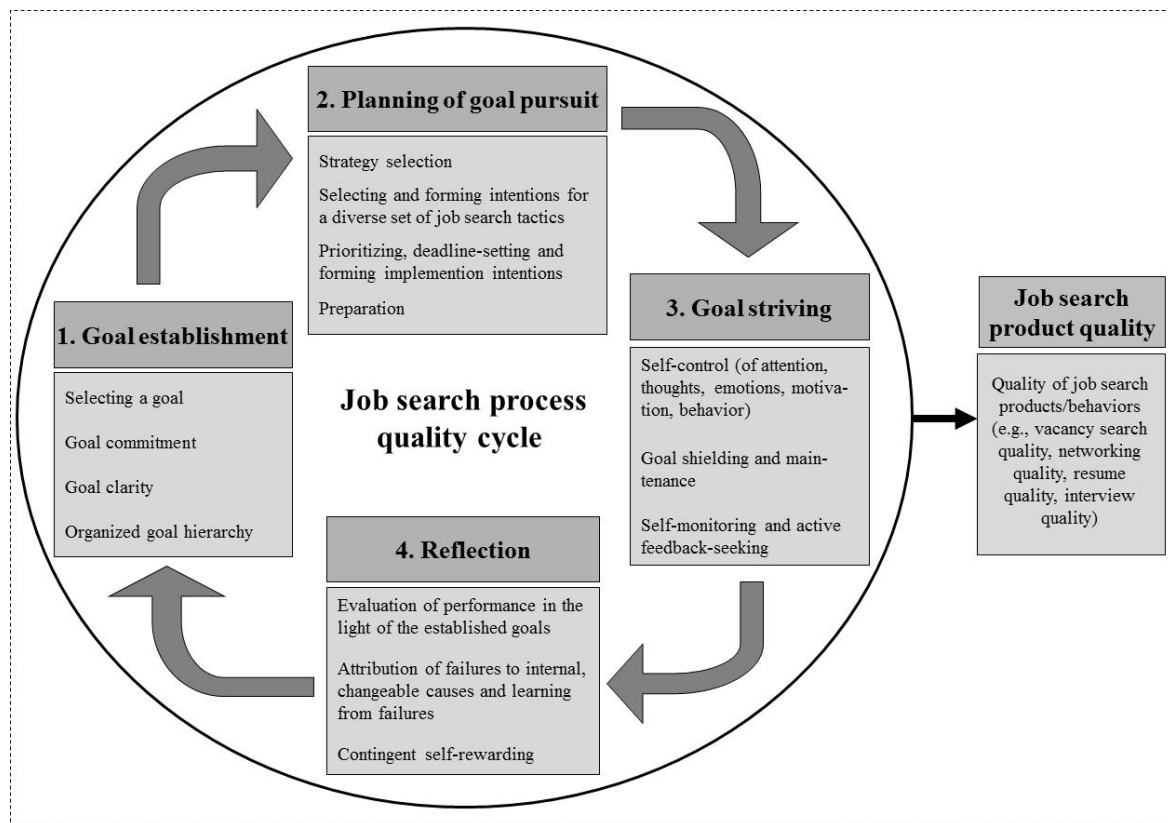 2. Planning of goal pursuit
Strategy selection
Selecting and forming intentions for
a diverse set of job search tactics
Prioritizing, deadline-setting and
forming implemention intentions
Preparation
1. Goal establishment
Selecting a goal
Goal commitment
Goal clarity
Organized goal hierarchy
Job search process
quality cycle
3. Goal striving
Self-control (of attention,
thoughts, emotions, motiva-
tion, behavior)
Goal shielding and main-
tenance
Self-monitoring and active
feedback-seeking
4. Reflection
Evaluation of performance in the
light of the established goals
Attribution of failures to internal,
changeable causes and learning
from failures
Contingent self-rewarding
Job search
product quality
Quality of job search
products/behaviors
(e.g., vacancy search
quality, networking
quality, resume
quality, interview
quality)